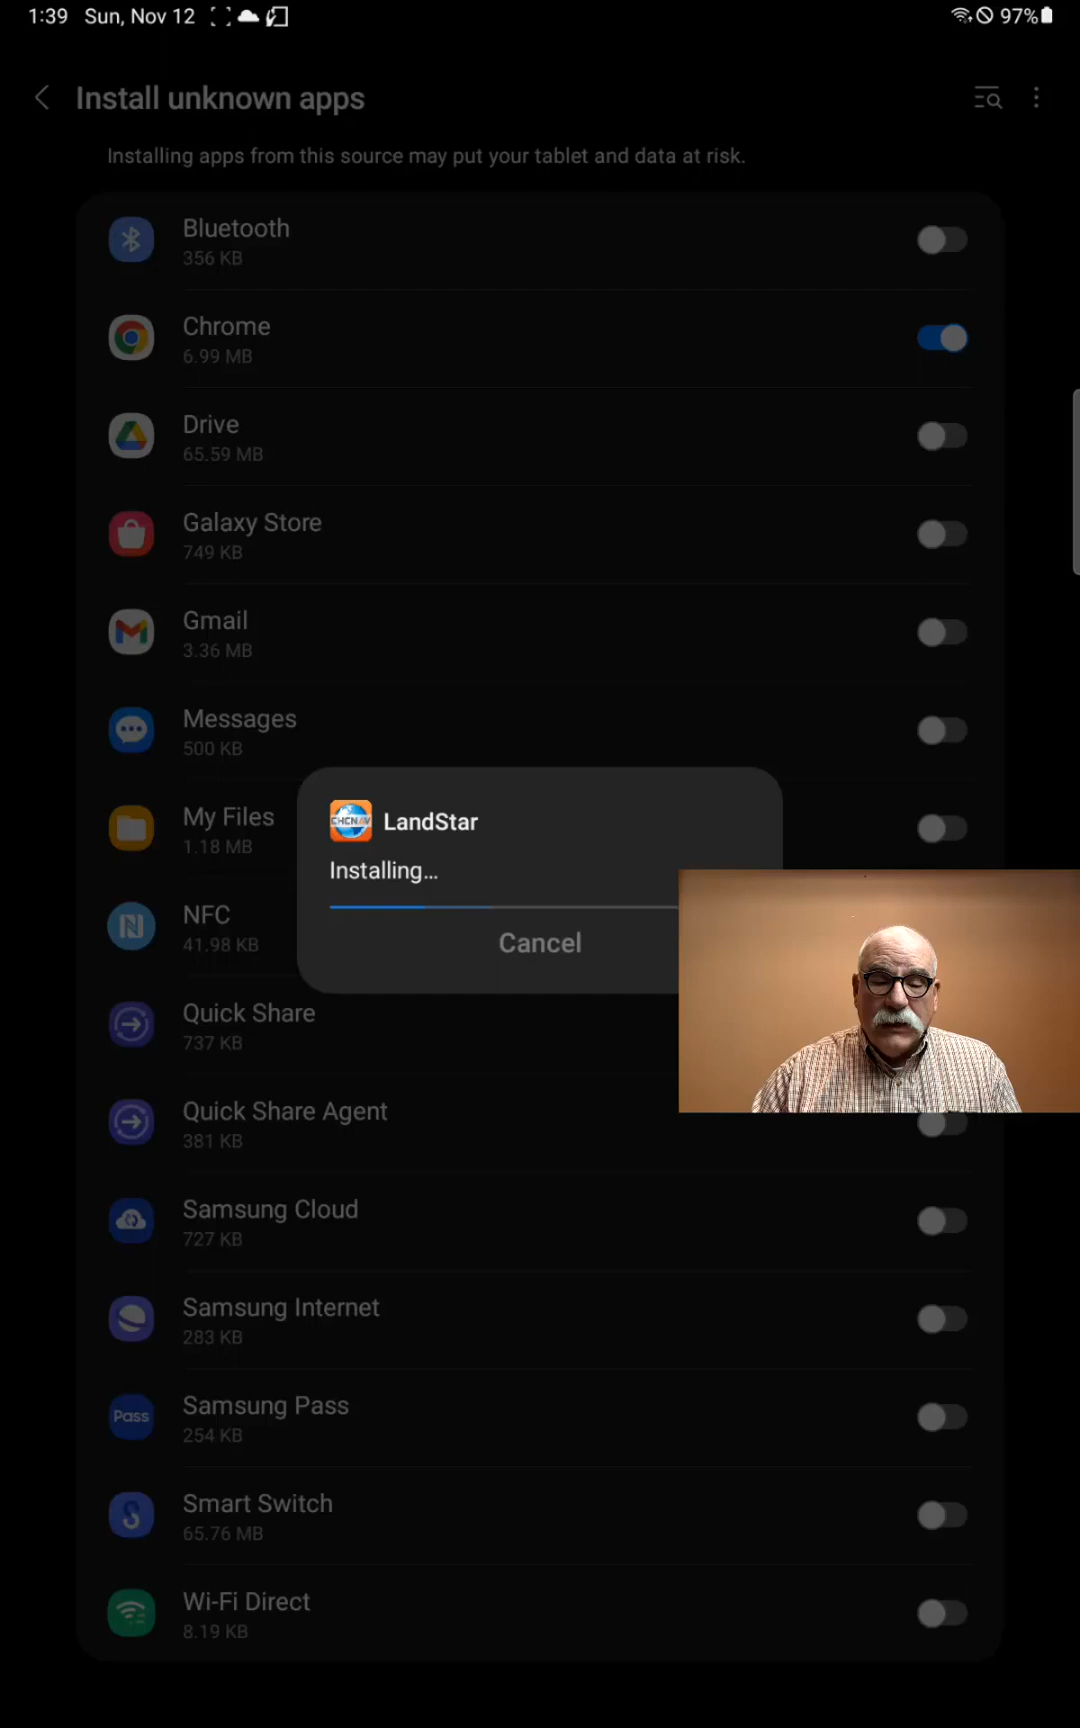 1:39 Sun, Nov 12 97%
Install unknown apps
Installing apps from this source may put your tablet and data at risk.
Bluetooth
356 KB
Chrome
6.99 MB
Drive
65.59 MB
Galaxy Store
749 KB
Gmail
3.36 MB
Messages
500 KB
My Files
1.18 MB
CHCNAV LandStar
Installing...
Cancel
NFC
41.98 KB
Quick Share
737 KB
Quick Share Agent
381 KB
Samsung Cloud
727 KB
Samsung Internet
283 KB
Pass
Samsung Pass
254 KB
Smart Switch
65.76 MB
Wi-Fi Direct
8.19 KB